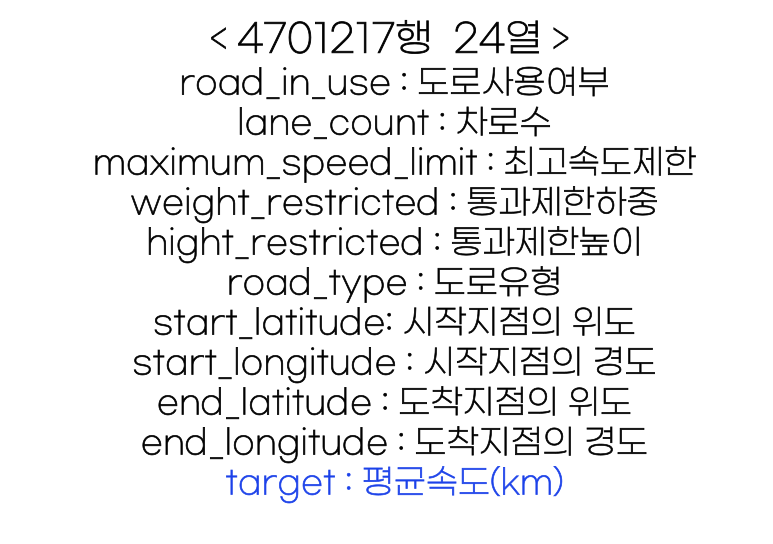 < 4701217행 24열 >
road_in_use : 도로사용여부
lane_count : 차로수
maximum_speed_limit : 최고속도제한
weight_restricted : 통과제한하중
hight_restricted : 통과제한높이
road_type : 도로유형
start_latitude: 시작지점의 위도
start_longitude : 시작지점의 경도
end_latitude : 도착지점의 위도
end_longitude : 도착지점의 경도
target : 평균속도(km)